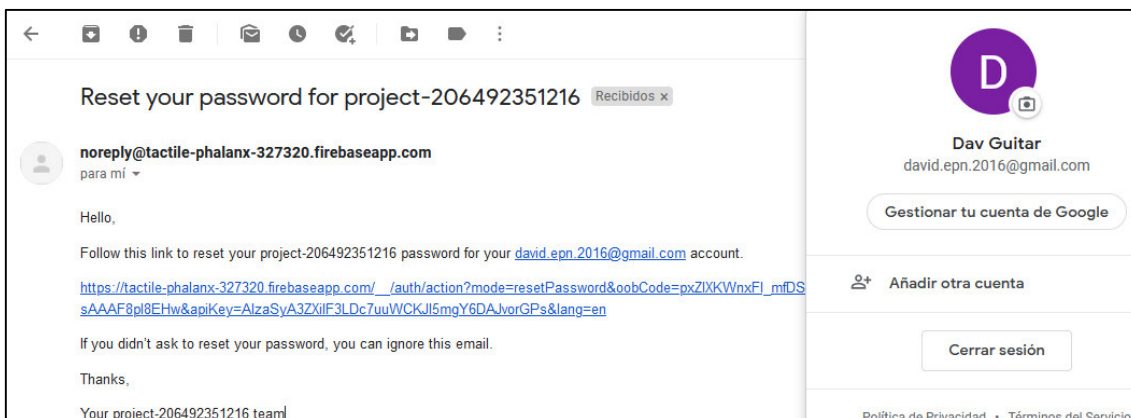 Reset your password for project-206492351216 Recibidos x
noreply@tactile-phalanx-327320.firebaseapp.com
para mí
Hello,
Follow this link to reset your project-206492351216 password for your david.epn.2016@gmail.com account.
https://tactile-phalanx-327320.firebaseapp.com/__/auth/action?mode=resetPassword&oobCode=pxZlXKWnxFl_mfDS
sAAAF8pl8EHw&apiKey=AIzaSyA3ZXilF3LDc7uuWCKJl5mgY6DAJvorGPs&lang=en
If you didn't ask to reset your password, you can ignore this email.
Thanks,
Your project-206492351216 team
D
Dav Guitar
david.epn.2016@gmail.com
Gestionar tu cuenta de Google
Añadir otra cuenta
Cerrar sesión
Política de Privacidad • Términos del Servicio